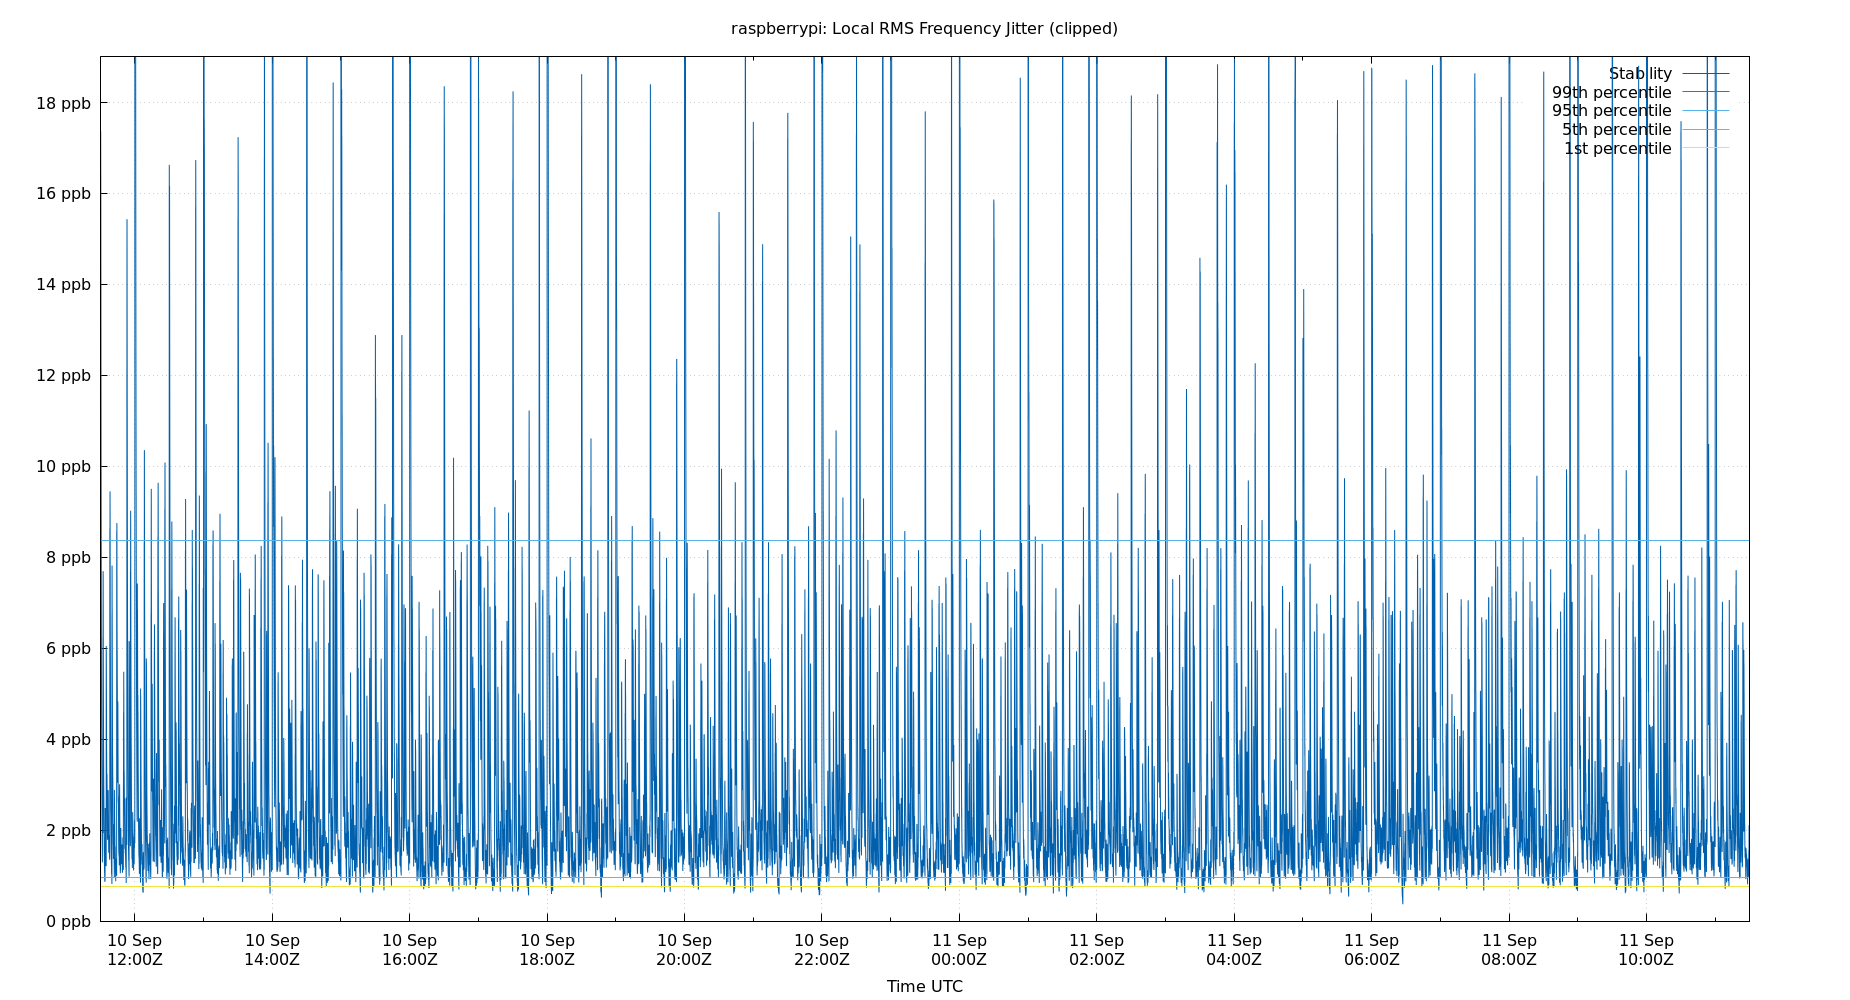 raspberrypi: Local RMS Frequency Jitter (clipped)
Stability
99th percentile
95th percentile
5th percentile
1st percentile
18 ppb
16 ppb
14 ppb
12 ppb
10 ppb
8 ppb
6 ppb
4 ppb
2 ppb
0 ppb
10 Sep 10 Sep 10 Sep 10 Sep 10 Sep 10 Sep 11 Sep 11 Sep 11 Sep 11 Sep 11 Sep 11 Sep
12:00Z 14:00Z 16:00Z 18:00Z 20:00Z 22:00Z 00:00Z 02:00Z 04:00Z 06:00Z 08:00Z 10:00Z
Time UTC